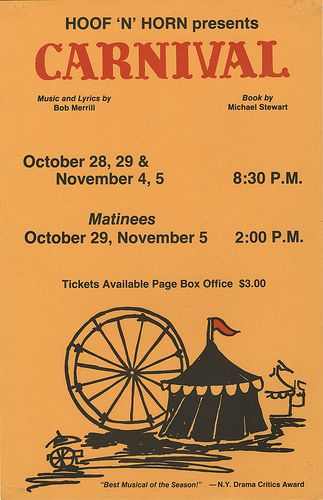 HOOF 'N' HORN presents
CARNIVAL
Music and Lyrics by
Bob Merrill
Book by
Michael Stewart
October 28, 29 &
November 4, 5 8:30 P.M.
Matinees
October 29, November 5 2:00 P.M.
Tickets Available Page Box Office $3.00
"Best Musical of the Season!" — N.Y. Drama Critics Award